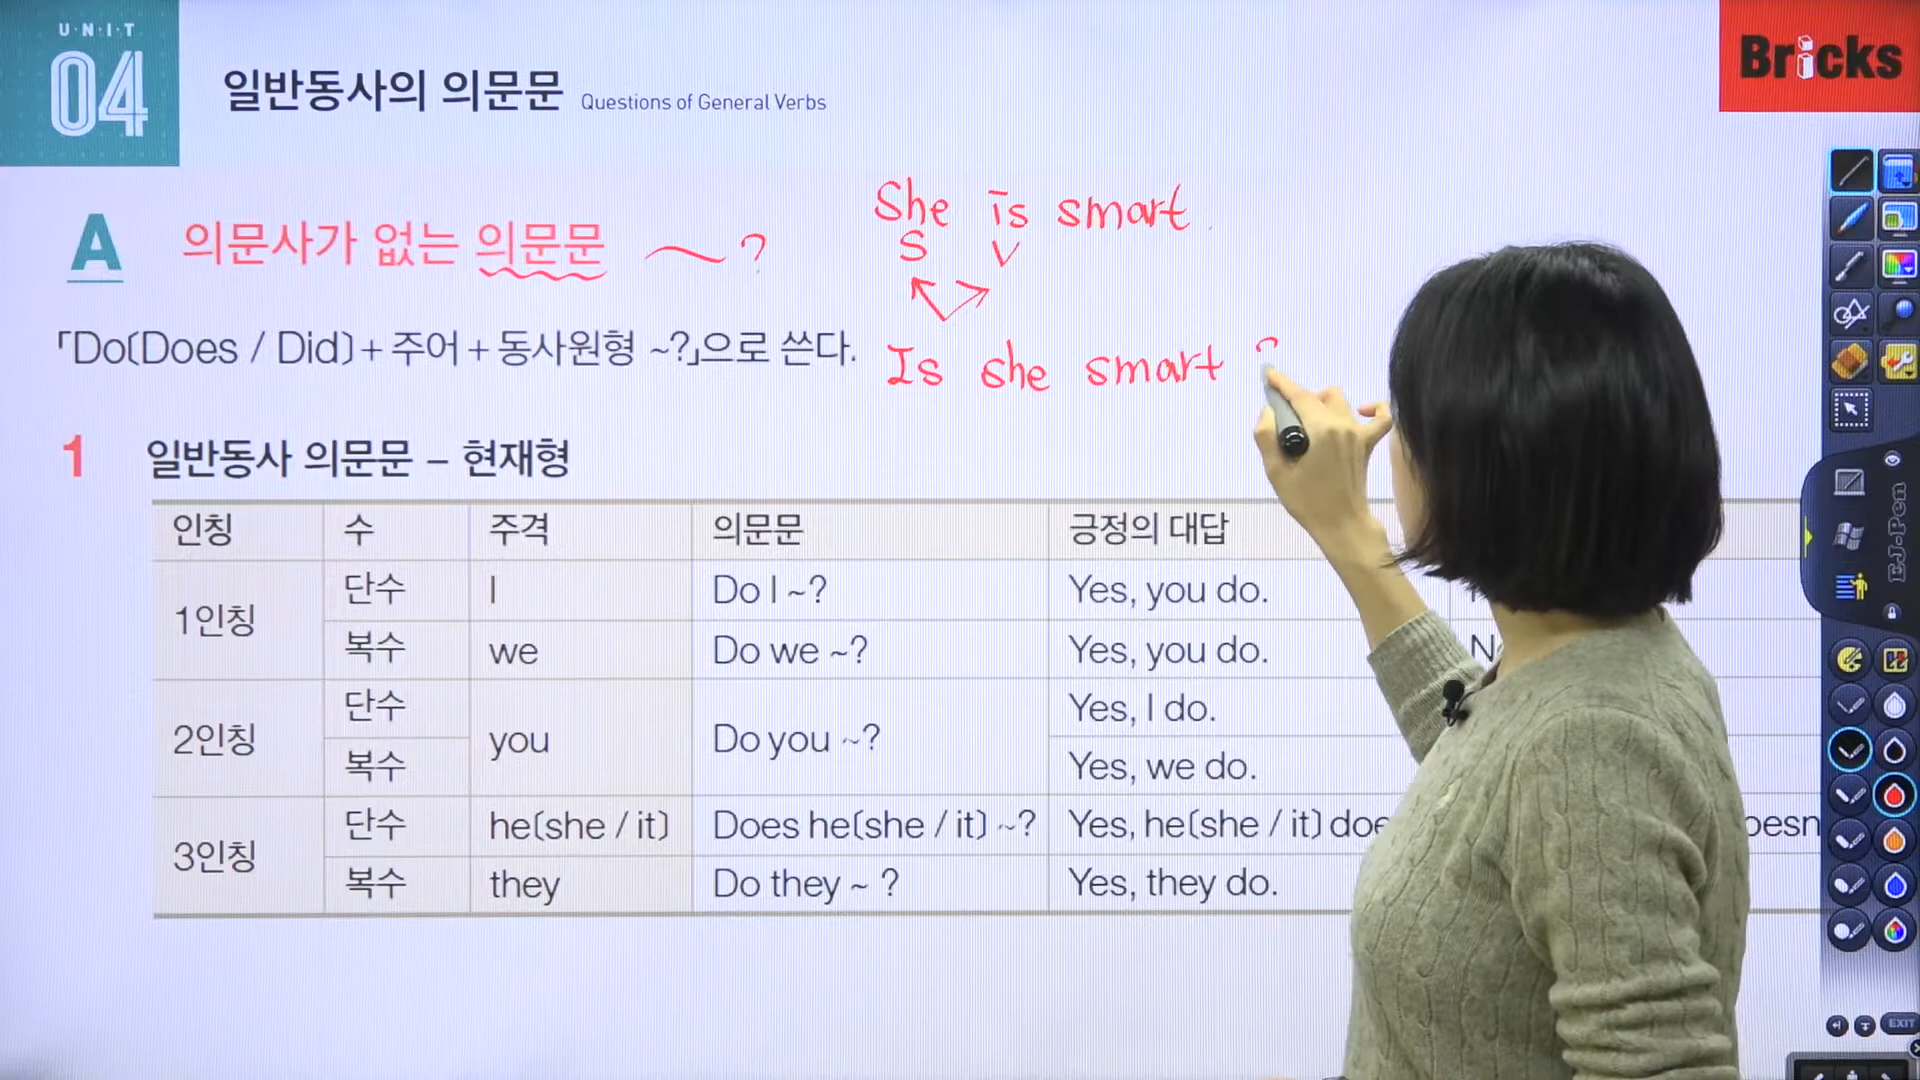 U·N·I·T
04
일반동사의 의문문 Questions of General Verbs
Bricks
She is smart.
S V
A 의문사가 없는 의문문 ~?
「Do(Does / Did) + 주어 + 동사원형 ~?」으로 쓴다.
Is she smart ?
1 일반동사 의문문 – 현재형
인칭 수 주격 의문문 긍정의 대답
1인칭 단수 I Do I ~? Yes, you do.
복수 we Do we ~? Yes, you do.
2인칭 단수 you Do you ~? Yes, I do.
복수 Yes, we do.
3인칭 단수 he(she / it) Does he(she / it) ~? Yes, he(she / it) doe oesn
복수 they Do they ~ ? Yes, they do.
EJ-Pen
EXIT